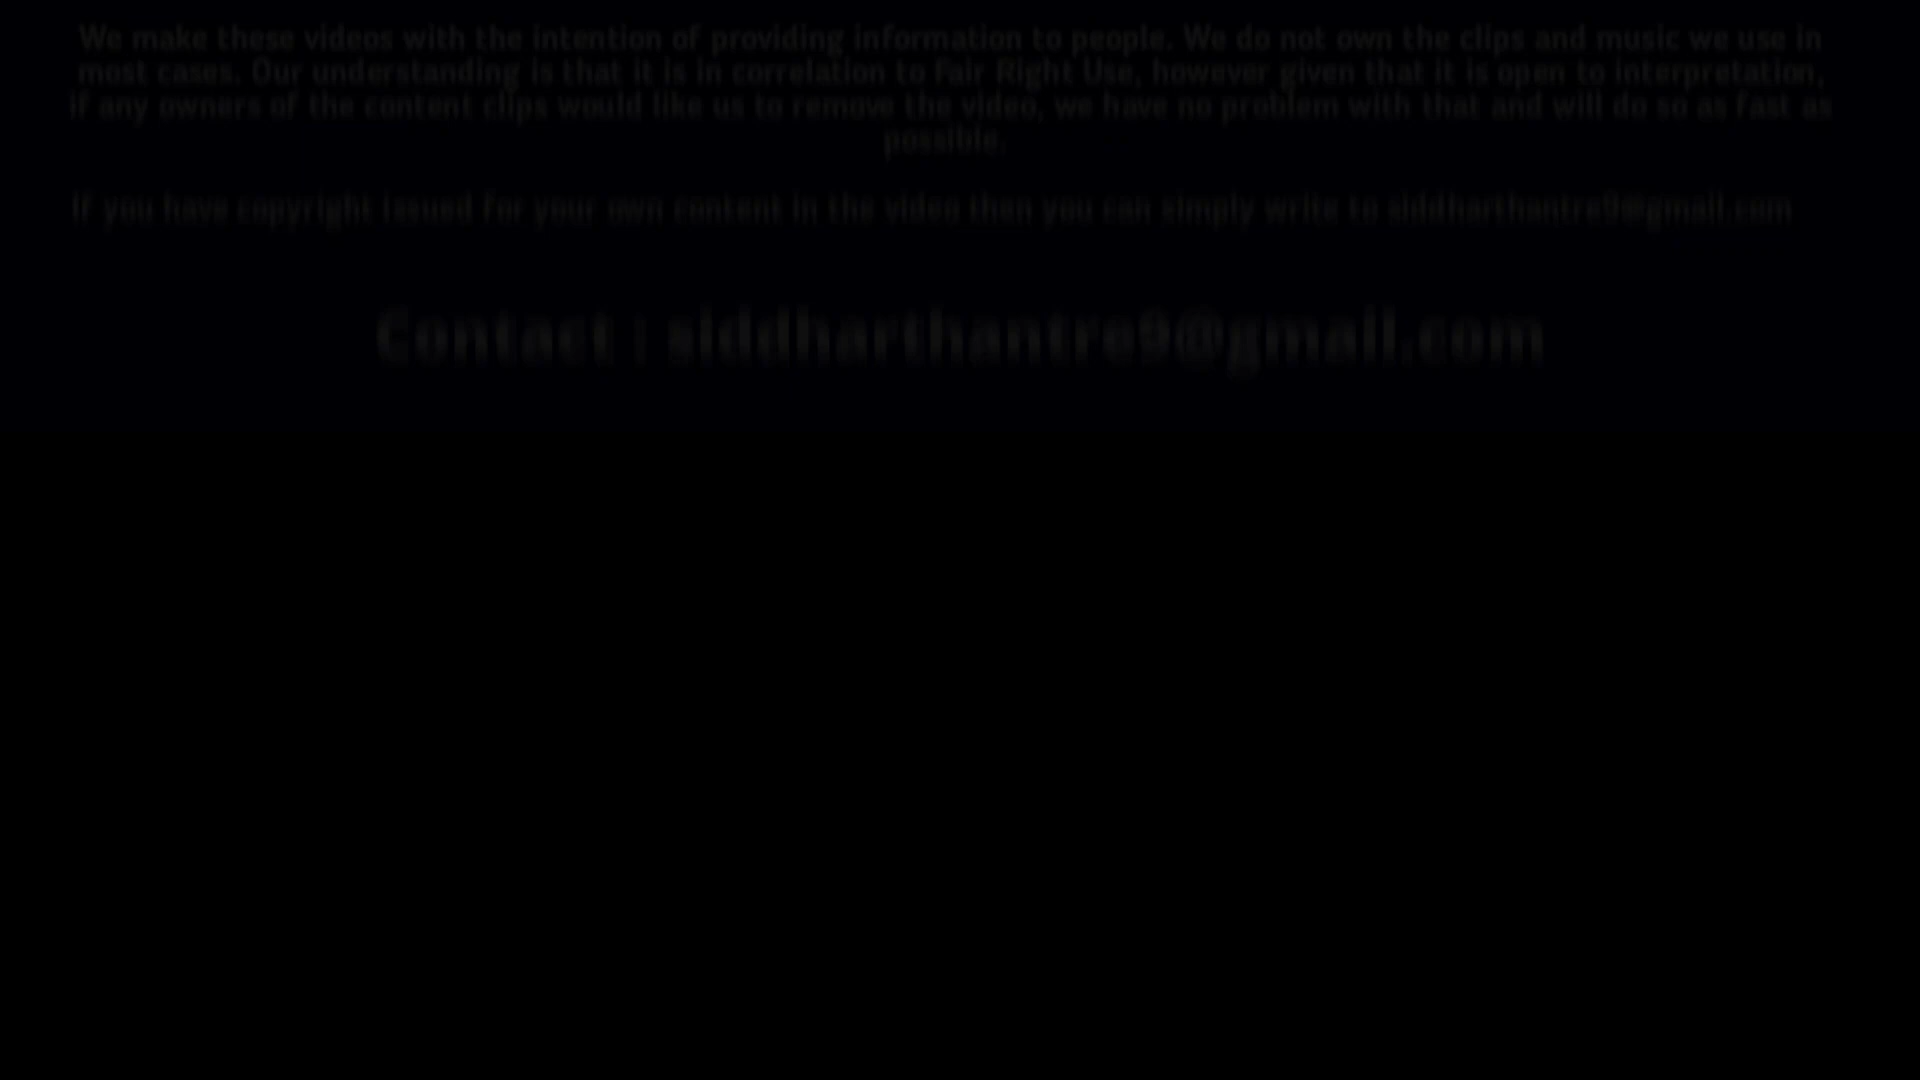 We make these videos with the intention of providing information to people. We do not own the clips and music we use in
most cases. Our understanding is that it is in correlation to Fair Right Use, however given that it is open to interpretation,
if any owners of the content clips would like us to remove the video, we have no problem with that and will do so as fast as
possible.
If you have copyright issued for your own content in the video then you can simply write to siddharthantre9@gmail.com
Contact : siddharthantre9@gmail.com